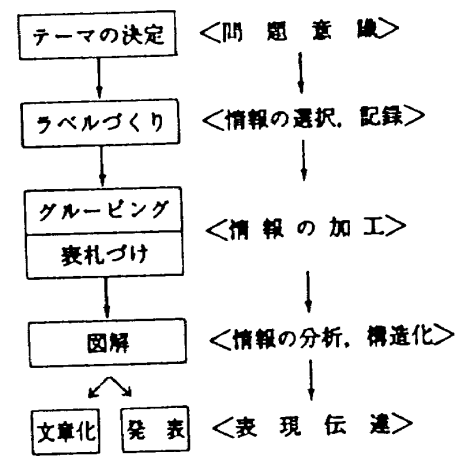 テーマの決定 <問題意識>
ラベルづくり <情報の選択,記録>
グルーピング
表札づけ <情報の加工>
図解 <情報の分析,構造化>
文章化 発表 <表現伝達>